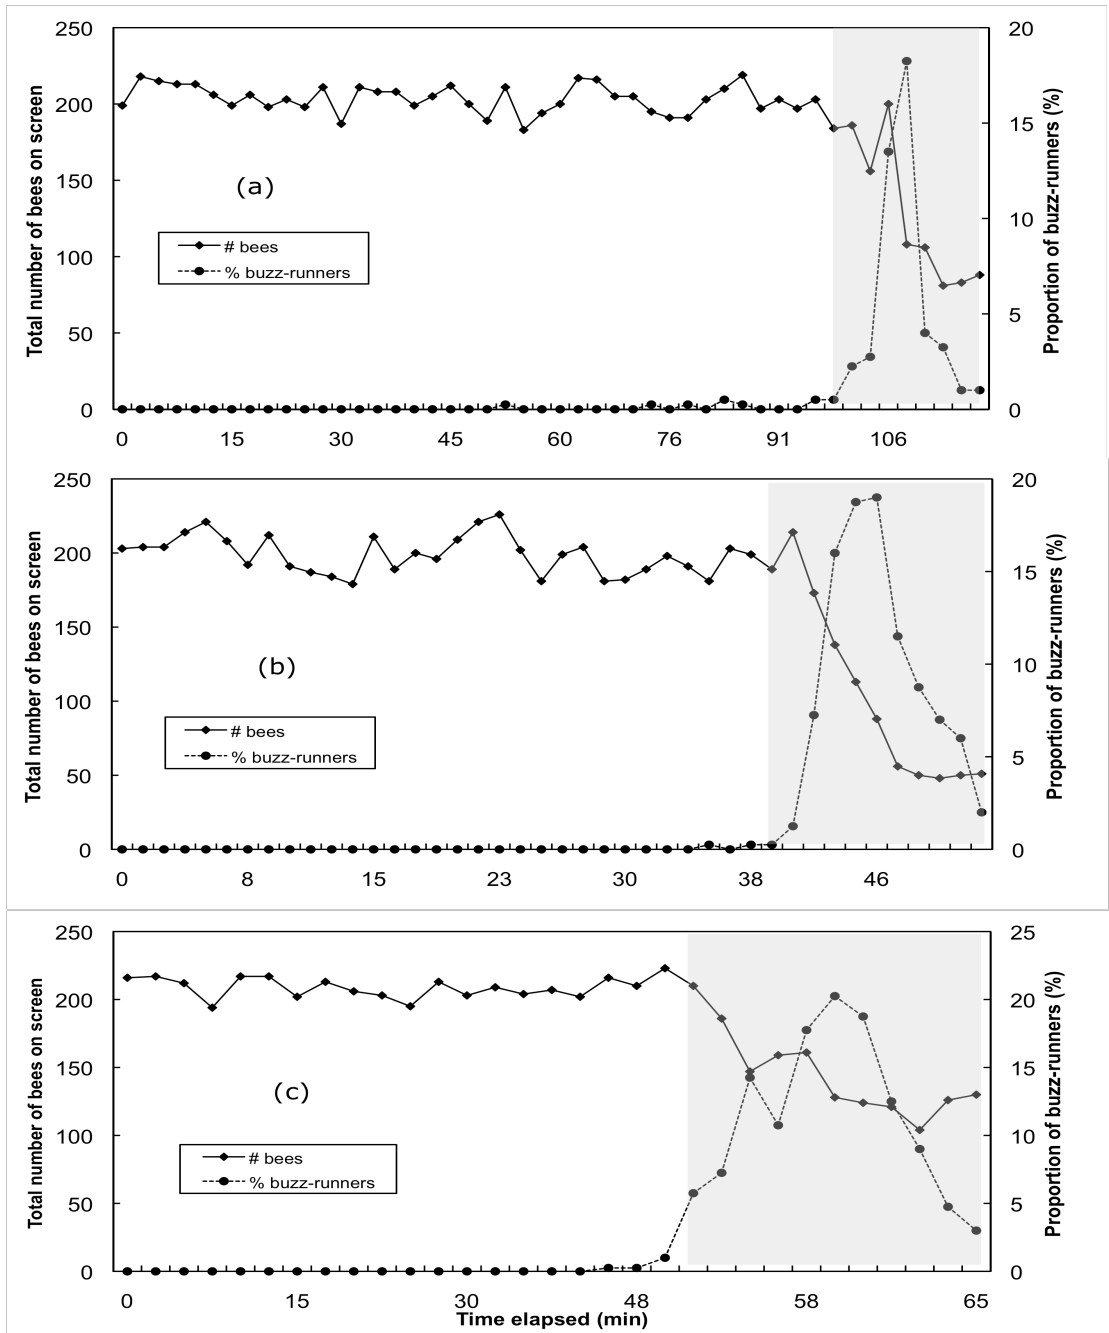 250
200
150
100
50
0
Total number of bees on screen
(a)
# bees
% buzz-runners
20
15
10
5
0
Proportion of buzz-runners (%)
0 15 30 45 60 76 91 106
250
200
150
100
50
0
Total number of bees on screen
(b)
# bees
% buzz-runners
20
15
10
5
0
Proportion of buzz-runners (%)
0 8 15 23 30 38 46
250
200
150
100
50
0
Total number of bees on screen
(c)
# bees
% buzz-runners
25
20
15
10
5
0
Proportion of buzz-runners (%)
0 15 30 48 58 65
Time elapsed (min)